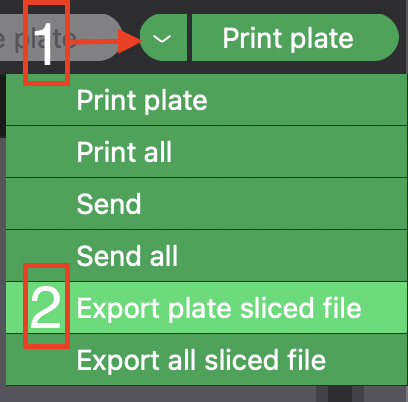 1
plate
Print plate
Print plate
Print all
Send
Send all
2
Export plate sliced file
Export all sliced file